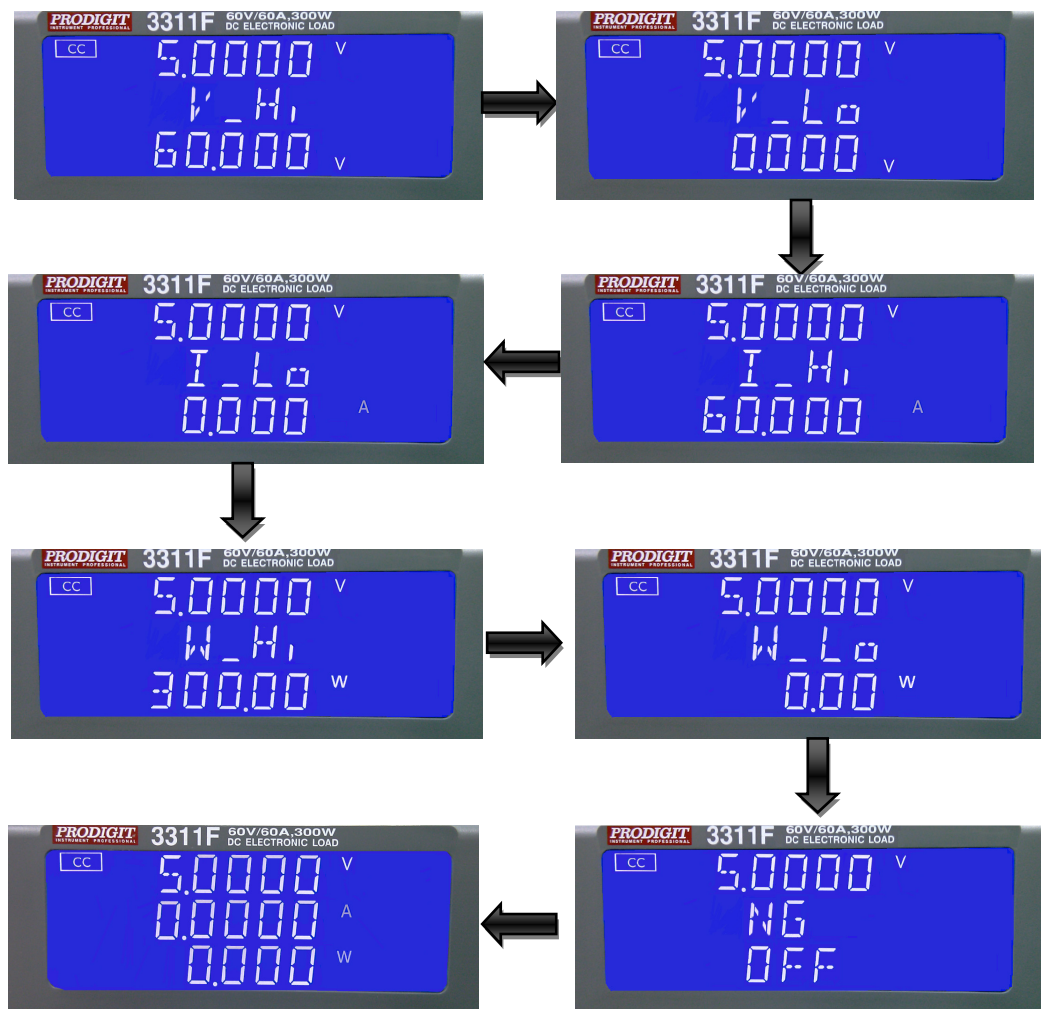 PRODIGIT
INSTRUMENT PROFESSIONAL
3311F
60V/60A,300W
DC ELECTRONIC LOAD
CC
5.0000 V
V_Hi
60.000 V
PRODIGIT
INSTRUMENT PROFESSIONAL
3311F
60V/60A,300W
DC ELECTRONIC LOAD
CC
5.0000 V
V_Lo
0.000 V
PRODIGIT
INSTRUMENT PROFESSIONAL
3311F
60V/60A,300W
DC ELECTRONIC LOAD
CC
5.0000 V
I_Hi
60.000 A
PRODIGIT
INSTRUMENT PROFESSIONAL
3311F
60V/60A,300W
DC ELECTRONIC LOAD
CC
5.0000 V
I_Lo
0.000 A
PRODIGIT
INSTRUMENT PROFESSIONAL
3311F
60V/60A,300W
DC ELECTRONIC LOAD
CC
5.0000 V
W_Hi
300.00 W
PRODIGIT
INSTRUMENT PROFESSIONAL
3311F
60V/60A,300W
DC ELECTRONIC LOAD
CC
5.0000 V
W_Lo
0.00 W
PRODIGIT
INSTRUMENT PROFESSIONAL
3311F
60V/60A,300W
DC ELECTRONIC LOAD
CC
5.0000 V
NG
OFF
PRODIGIT
INSTRUMENT PROFESSIONAL
3311F
60V/60A,300W
DC ELECTRONIC LOAD
CC
5.0000 V
0.0000 A
0.000 W